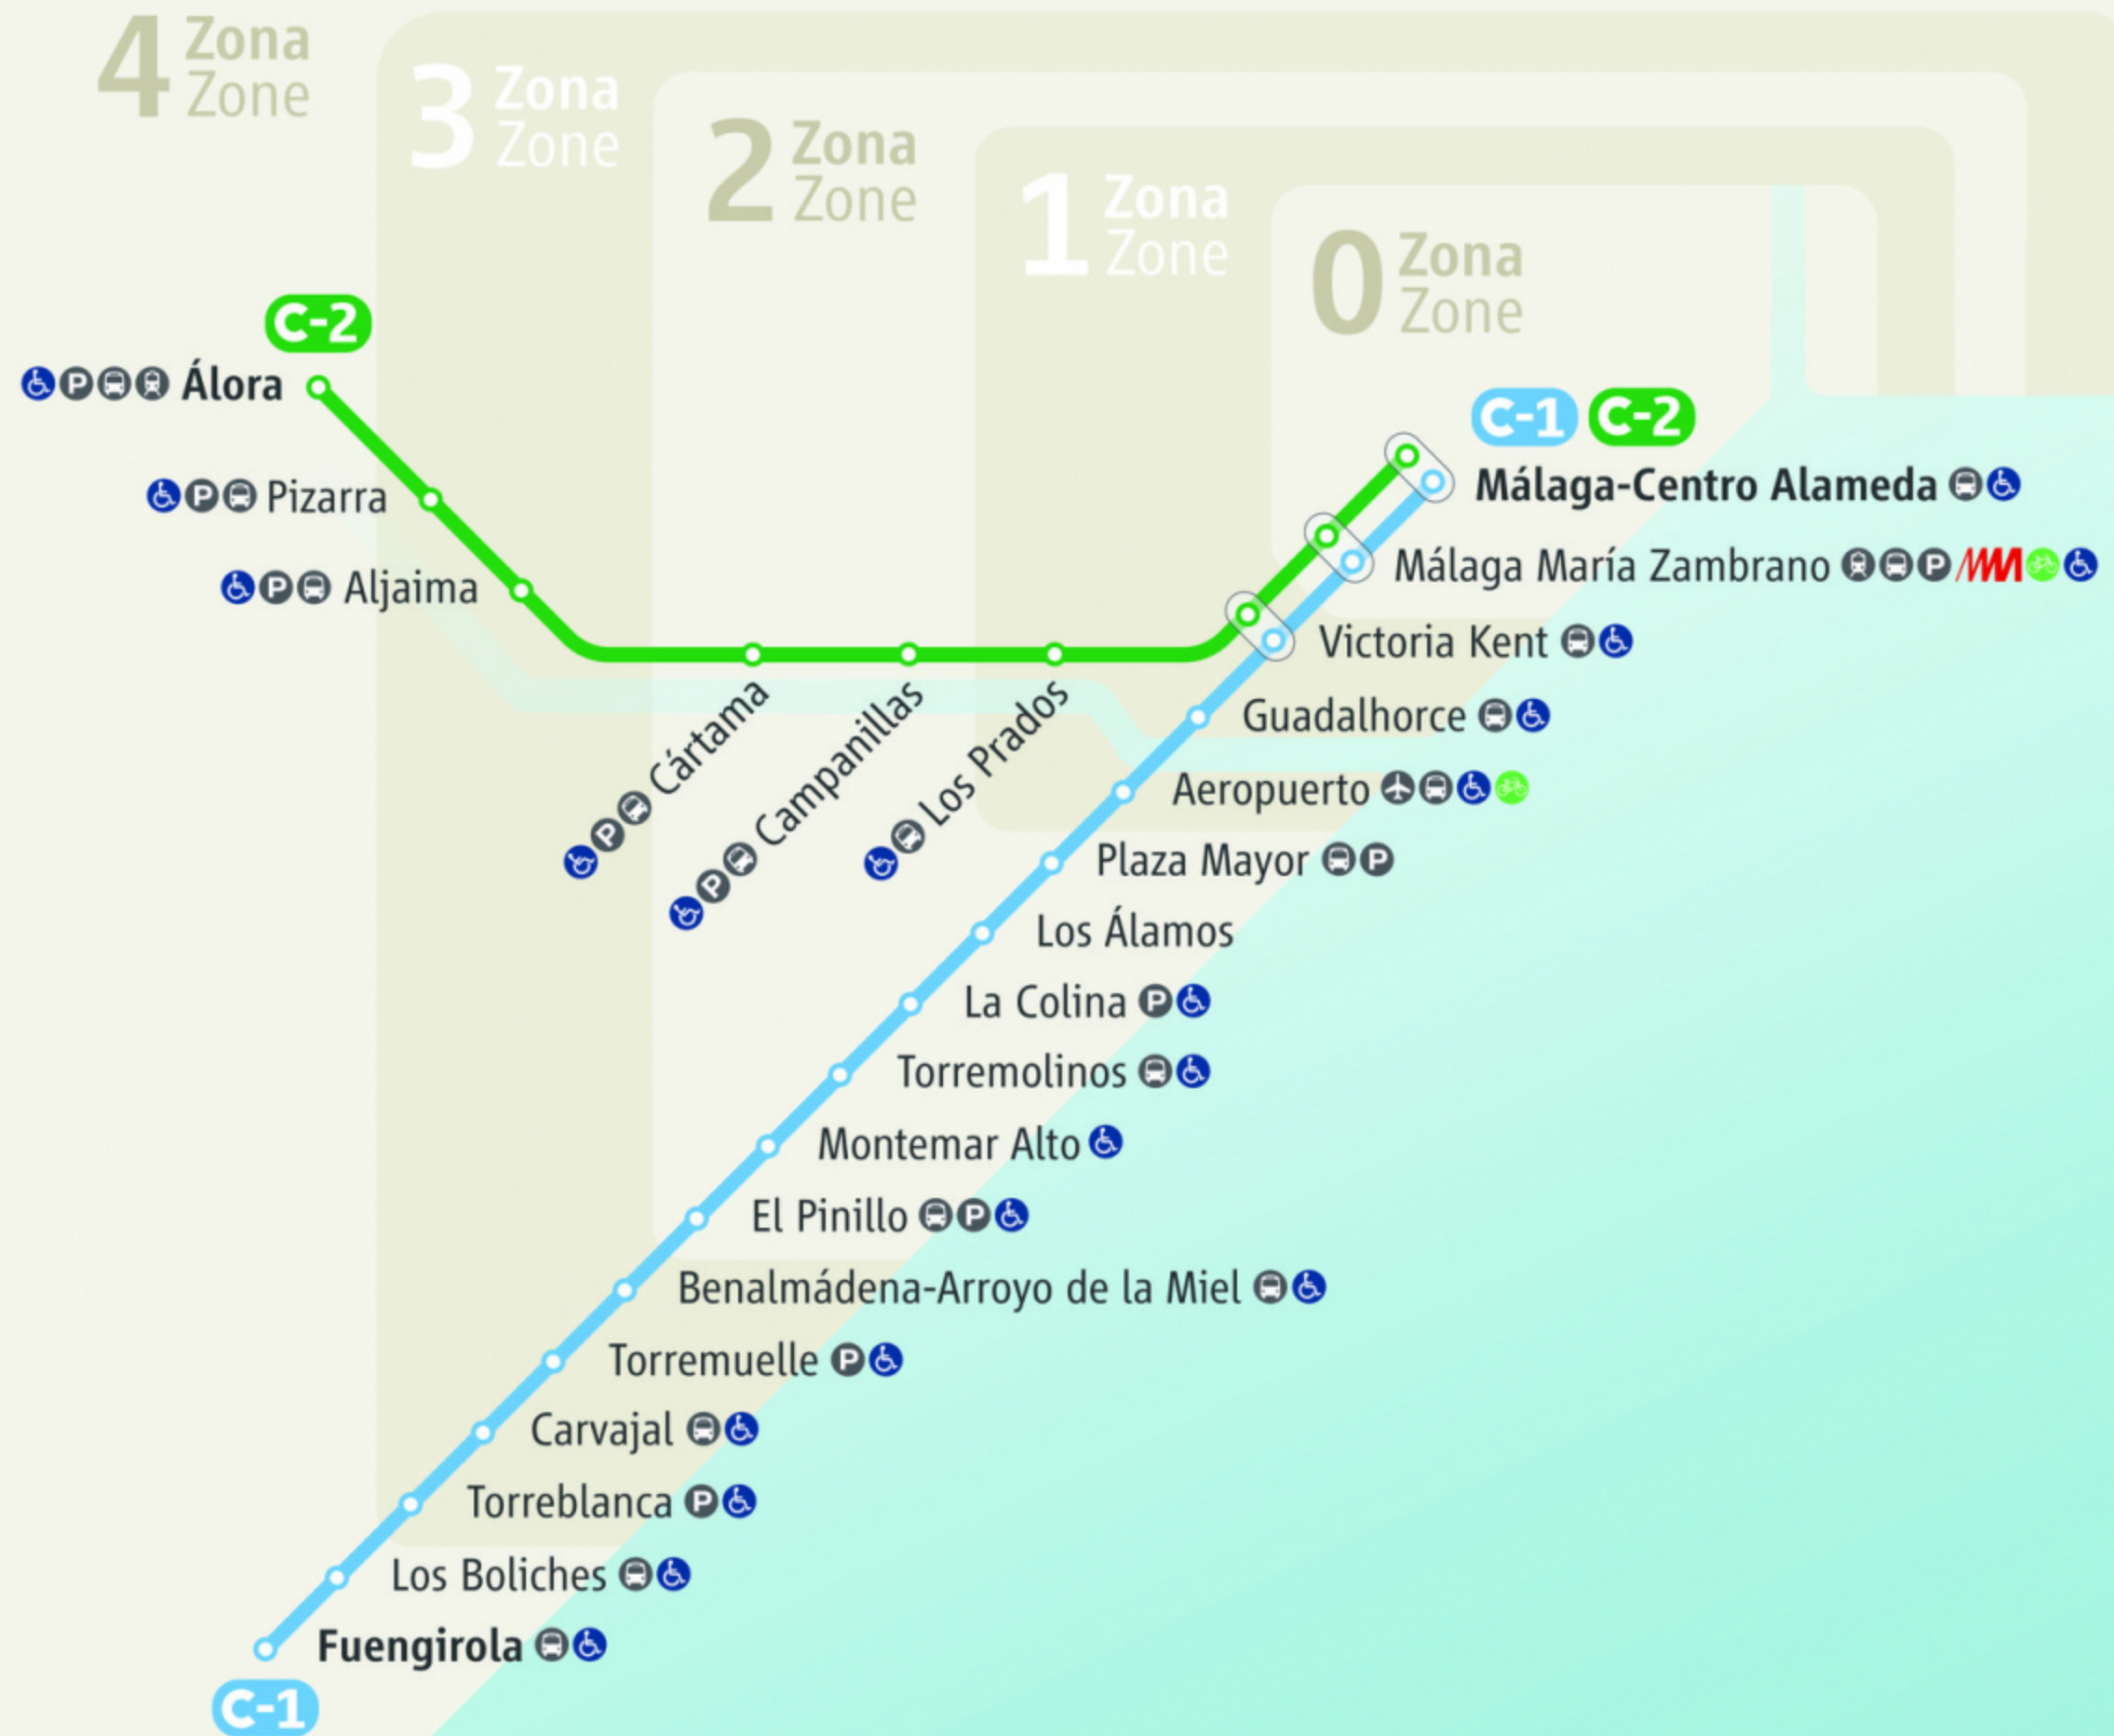 4 Zona
Zone
3 Zona
Zone
2 Zona
Zone
1 Zona
Zone
0 Zona
Zone
C-2
P Álora
P Pizarra
P Aljaima
C-1 C-2
Málaga-Centro Alameda
Málaga María Zambrano P
Victoria Kent
Guadalhorce
Aeropuerto
P Cártama
P Campanillas
Los Prados
Plaza Mayor P
Los Álamos
La Colina P
Torremolinos
Montemar Alto
El Pinillo P
Benalmádena-Arroyo de la Miel
Torremuelle P
Carvajal
Torreblanca P
Los Boliches
Fuengirola
C-1